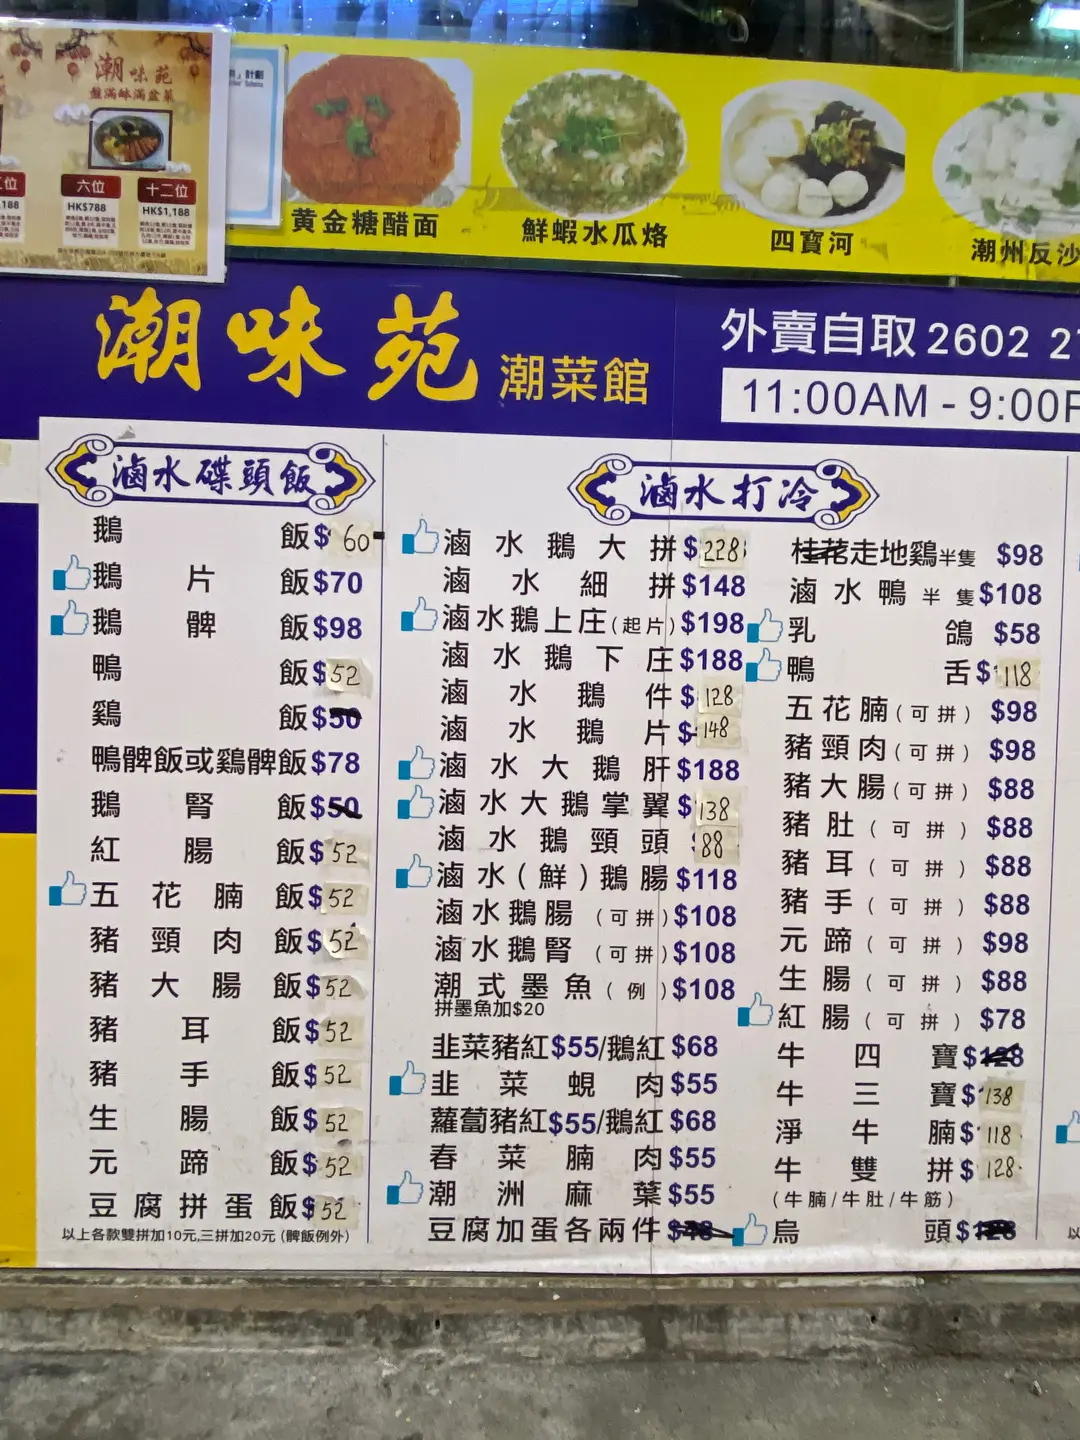 潮味苑
盤滿缽滿盆菜
六位
十二位
188
HK$788
HK$1,188
計劃
黄金糖醋面
鮮蝦水瓜烙
四寶河
潮州反沙
潮味苑 潮菜館
外賣自取 2602 2
11:00AM - 9:00P
滷水碟頭飯
鵝飯$60
鵝片飯$70
鵝髀飯$98
鴨飯$52
鷄飯$50
鴨髀飯或鷄髀飯$78
鵝腎飯$50
紅腸飯$52
五花腩飯$52
豬頸肉飯$52
豬大腸飯$52
豬耳飯$52
豬手飯$52
生腸飯$52
元蹄飯$52
豆腐拼蛋飯$52
以上各款雙拼加10元,三拼加20元 (髀飯例外)
滷水打冷
滷水鵝大拼$228
滷水細拼$148
滷水鵝上庄(起片)$198
滷水鵝下庄$188
滷水鵝件$128
滷水鵝片$148
滷水大鵝肝$188
滷水大鵝掌翼$138
滷水鵝頸頭$88
滷水(鮮)鵝腸$118
滷水鵝腸(可拼)$108
滷水鵝腎(可拼)$108
潮式墨魚(例)$108
拼墨魚加$20
韭菜豬紅$55/鵝紅$68
韭菜蜆肉$55
蘿蔔豬紅$55/鵝紅$68
春菜腩肉$55
潮洲麻葉$55
豆腐加蛋各兩件
桂花走地鷄半隻 $98
滷水鴨半隻$108
乳鴿 $58
鴨舌$118
五花腩(可拼) $98
豬頸肉(可拼) $98
豬大腸(可拼) $88
豬肚(可拼) $88
豬耳(可拼) $88
豬手(可拼) $88
元蹄(可拼) $98
生腸(可拼) $88
紅腸(可拼) $78
牛四寶$128
牛三寶$138
淨牛腩$118
牛雙拼$128
(牛腩/牛肚/牛筋)
烏頭$128